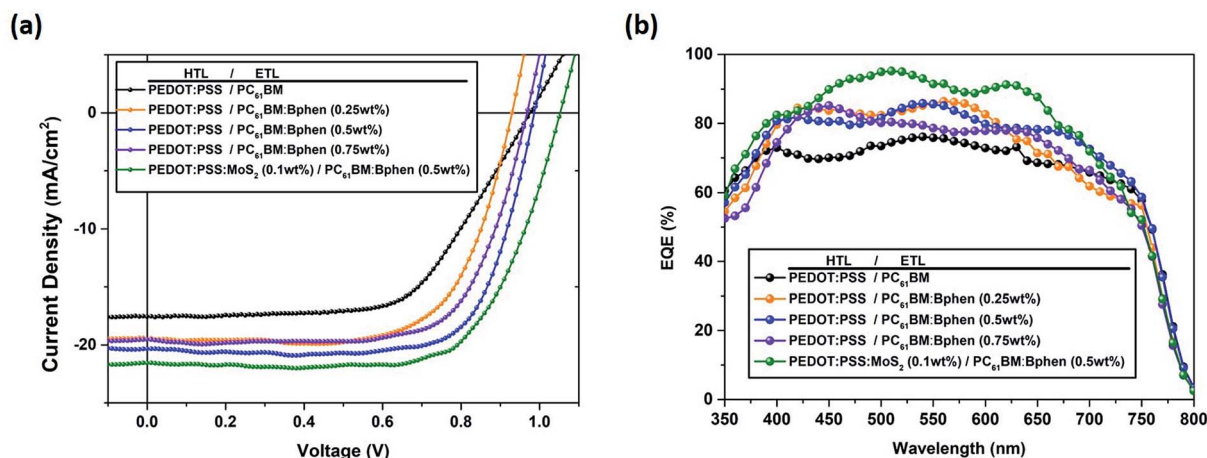 (a)
HTL / ETL
PEDOT:PSS / PC₆₁BM
PEDOT:PSS / PC₆₁BM:Bphen (0.25wt%)
PEDOT:PSS / PC₆₁BM:Bphen (0.5wt%)
PEDOT:PSS / PC₆₁BM:Bphen (0.75wt%)
PEDOT:PSS:MoS₂ (0.1wt%) / PC₆₁BM:Bphen (0.5wt%)
Current Density (mA/cm²)
0
-10
-20
0.0 0.2 0.4 0.6 0.8 1.0
Voltage (V)
(b)
EQE (%)
100
80
60
40
20
0
HTL / ETL
PEDOT:PSS / PC₆₁BM
PEDOT:PSS / PC₆₁BM:Bphen (0.25wt%)
PEDOT:PSS / PC₆₁BM:Bphen (0.5wt%)
PEDOT:PSS / PC₆₁BM:Bphen (0.75wt%)
PEDOT:PSS:MoS₂ (0.1wt%) / PC₆₁BM:Bphen (0.5wt%)
350 400 450 500 550 600 650 700 750 800
Wavelength (nm)